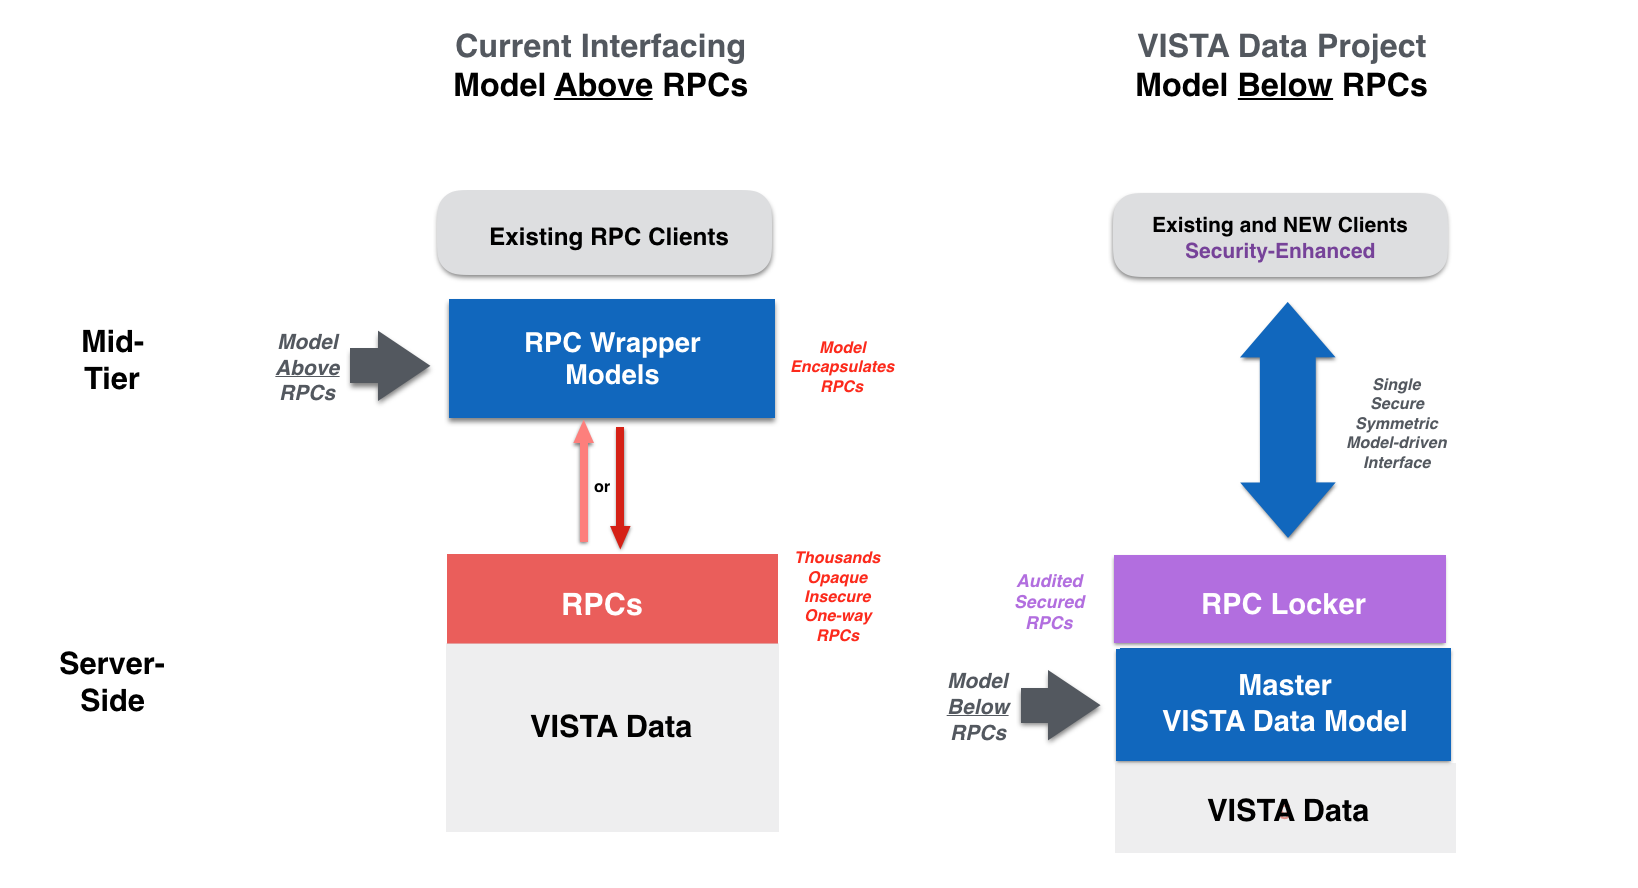 Current Interfacing
Model Above RPCs
VISTA Data Project
Model Below RPCs
Existing RPC Clients
Existing and NEW Clients
Security-Enhanced
Mid-
Tier
Model
Above
RPCs
RPC Wrapper
Models
Model
Encapsulates
RPCs
Single
Secure
Symmetric
Model-driven
Interface
or
Server-
Side
RPCs
Thousands
Opaque
Insecure
One-way
RPCs
VISTA Data
Audited
Secured
RPCs
RPC Locker
Model
Below
RPCs
Master
VISTA Data Model
VISTA Data